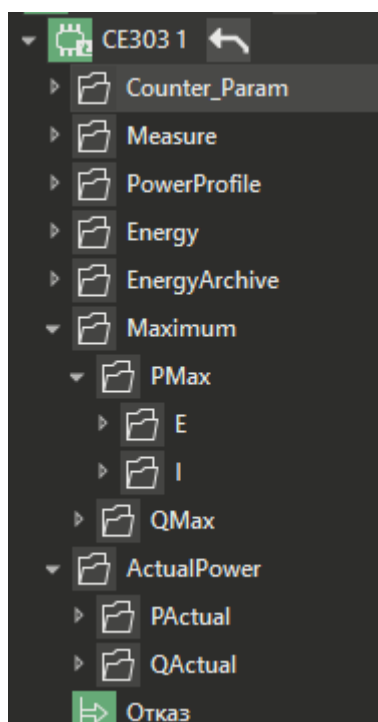 CE303 1
Counter_Param
Measure
PowerProfile
Energy
EnergyArchive
Maximum
PMax
E
I
QMax
ActualPower
PActual
QActual
Отказ